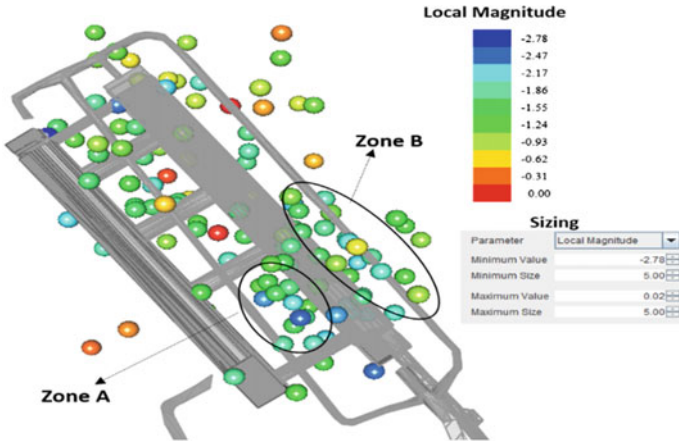 Local Magnitude
-2.78
-2.47
-2.17
-1.86
-1.55
-1.24
-0.93
-0.62
-0.31
0.00
Zone B
Sizing
Parameter Local Magnitude
Minimum Value -2.78
Minimum Size 5.00
Maximum Value 0.02
Maximum Size 5.00
Zone A